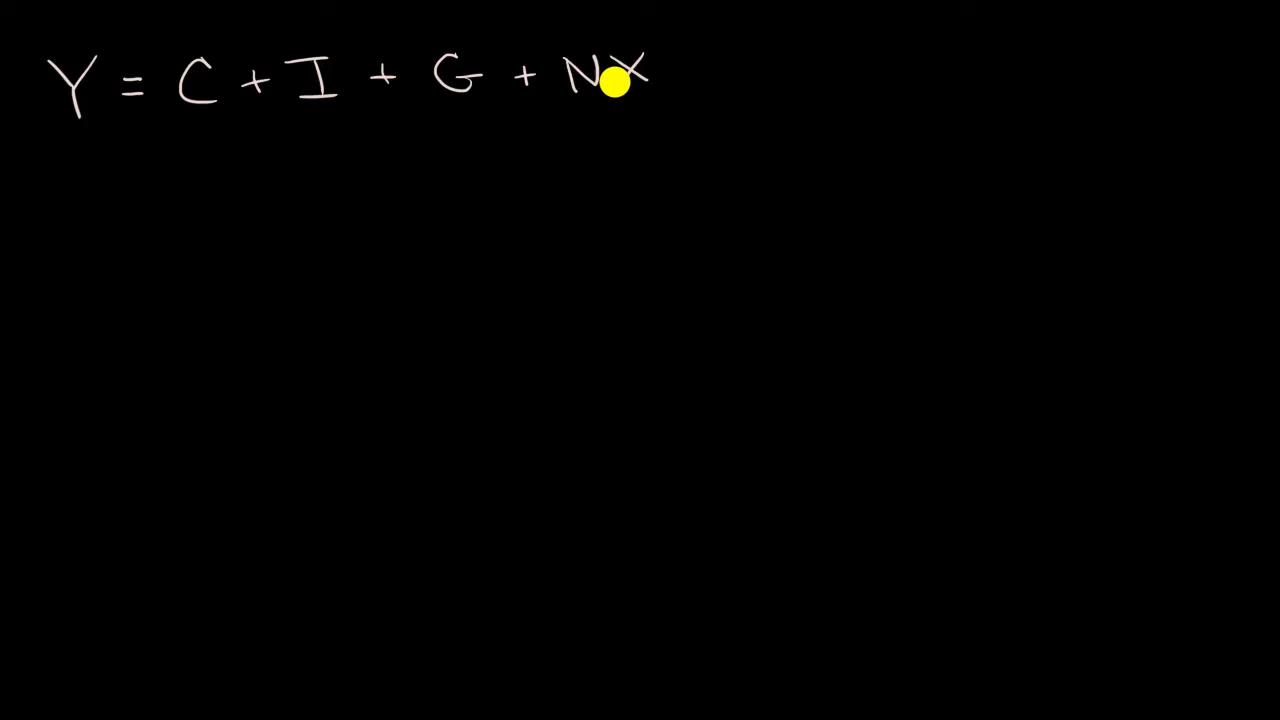 Y = C + I + G + NX